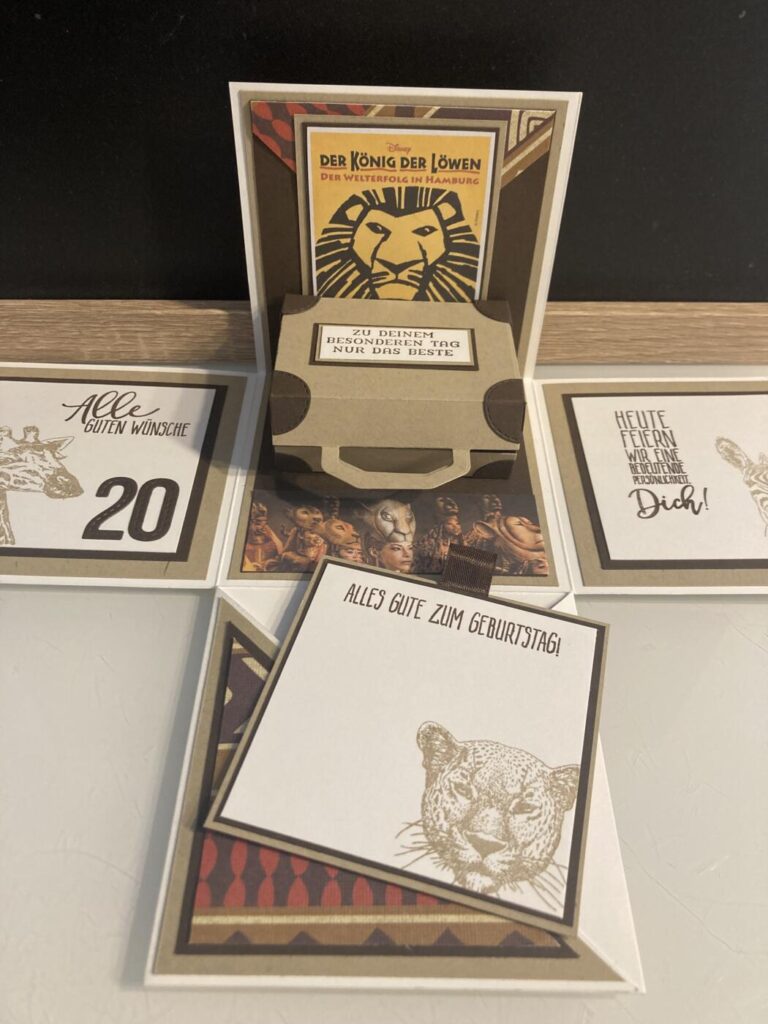 Disney
DER KÖNIG DER LÖWEN
DER WELTERFOLG IN HAMBURG
ZU DEINEM
BESONDEREN TAG
NUR DAS BESTE
Alle
GUTEN WÜNSCHE
20
HEUTE
FEIERN
WIR EINE
BEDEUTENDE
PERSÖNLICHKEIT.
Dich!
ALLES GUTE ZUM GEBURTSTAG!